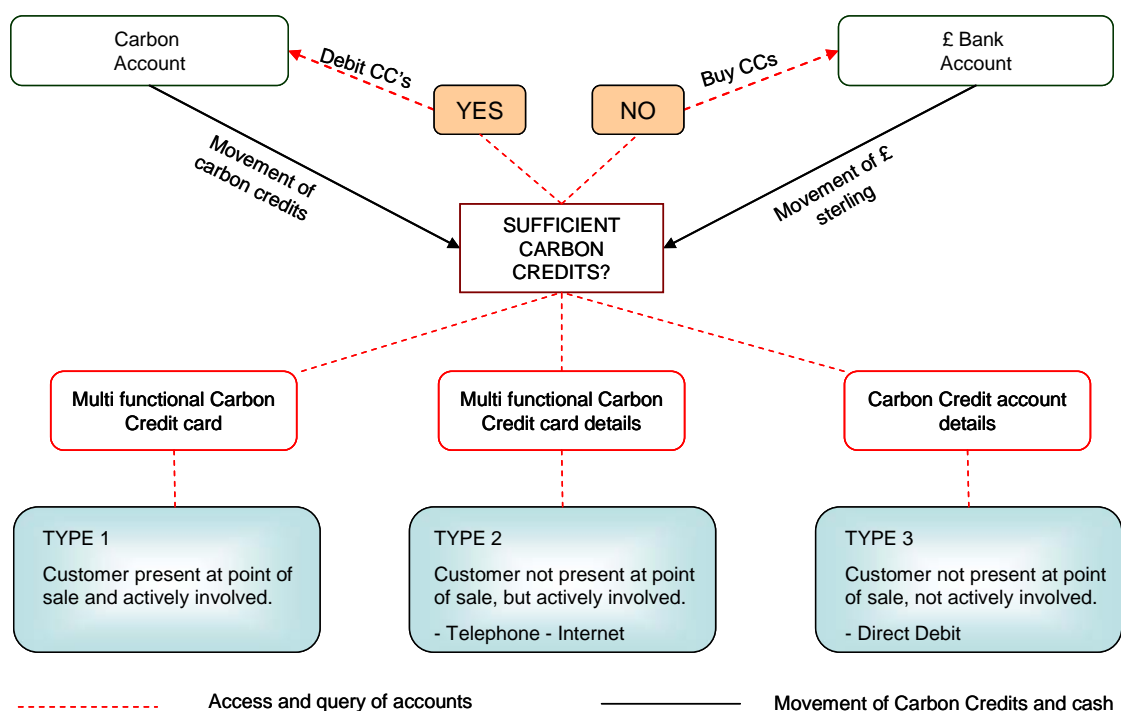 Carbon
Account
£ Bank
Account
Debit CC's
Buy CCs
YES
NO
Movement of
carbon credits
Movement of £
sterling
SUFFICIENT
CARBON
CREDITS?
Multi functional Carbon
Credit card
Multi functional Carbon
Credit card details
Carbon Credit account
details
TYPE 1
Customer present at point of
sale and actively involved.
TYPE 2
Customer not present at point
of sale, but actively involved.
- Telephone - Internet
TYPE 3
Customer not present at point
of sale, not actively involved.
- Direct Debit
Access and query of accounts
Movement of Carbon Credits and cash